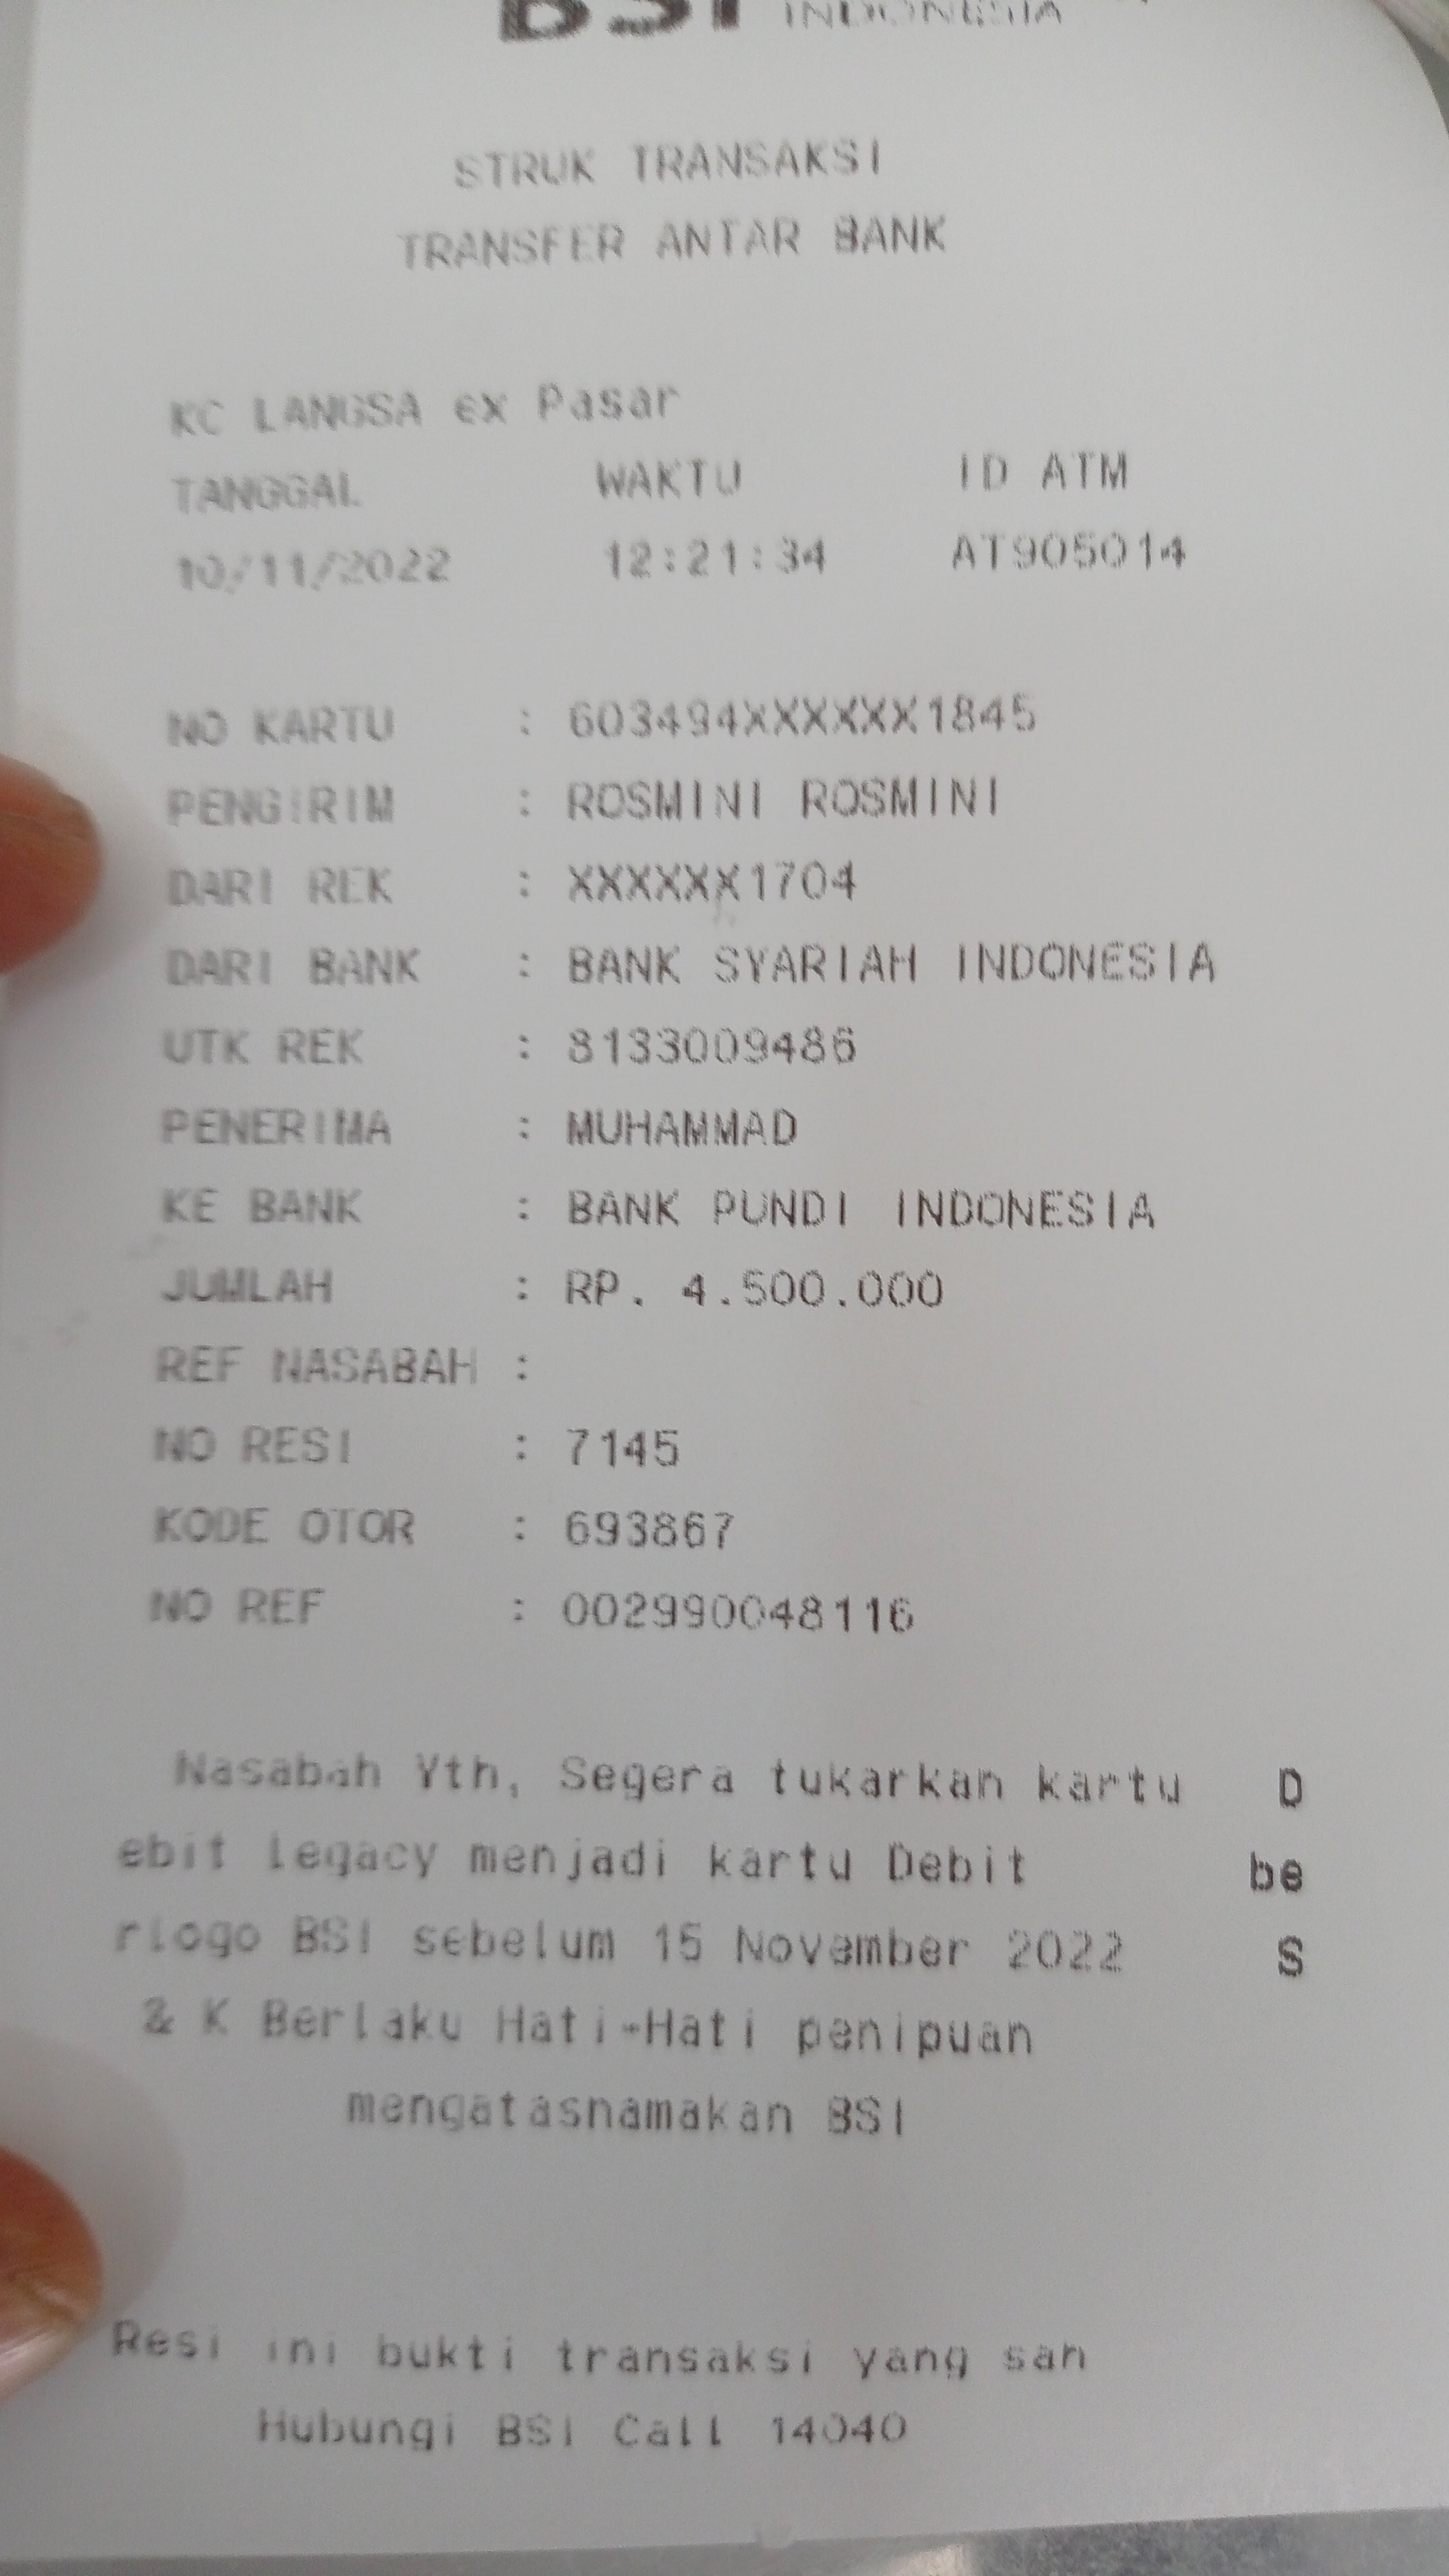 BSI INDONESIA
STRUK TRANSAKSI
TRANSFER ANTAR BANK
KC LANGSA ex Pasar
TANGGAL WAKTU ID ATM
10/11/2022 12:21:34 AT905014
NO KARTU : 603494XXXXXX1845
PENGIRIM : ROSMINI ROSMINI
DARI REK : XXXXXX1704
DARI BANK : BANK SYARIAH INDONESIA
UTK REK : 8133009486
PENERIMA : MUHAMMAD
KE BANK : BANK PUNDI INDONESIA
JUMLAH : RP. 4.500.000
REF NASABAH :
NO RESI : 7145
KODE OTOR : 693867
NO REF : 002990048116
Nasabah Yth, Segera tukarkan kartu D
ebit Legacy menjadi kartu Debit be
rlogo BSI sebelum 15 November 2022 S
& K Berlaku Hati-Hati penipuan
mengatasnamakan BSI
Resi ini bukti transaksi yang sah
Hubungi BSI Call 14040